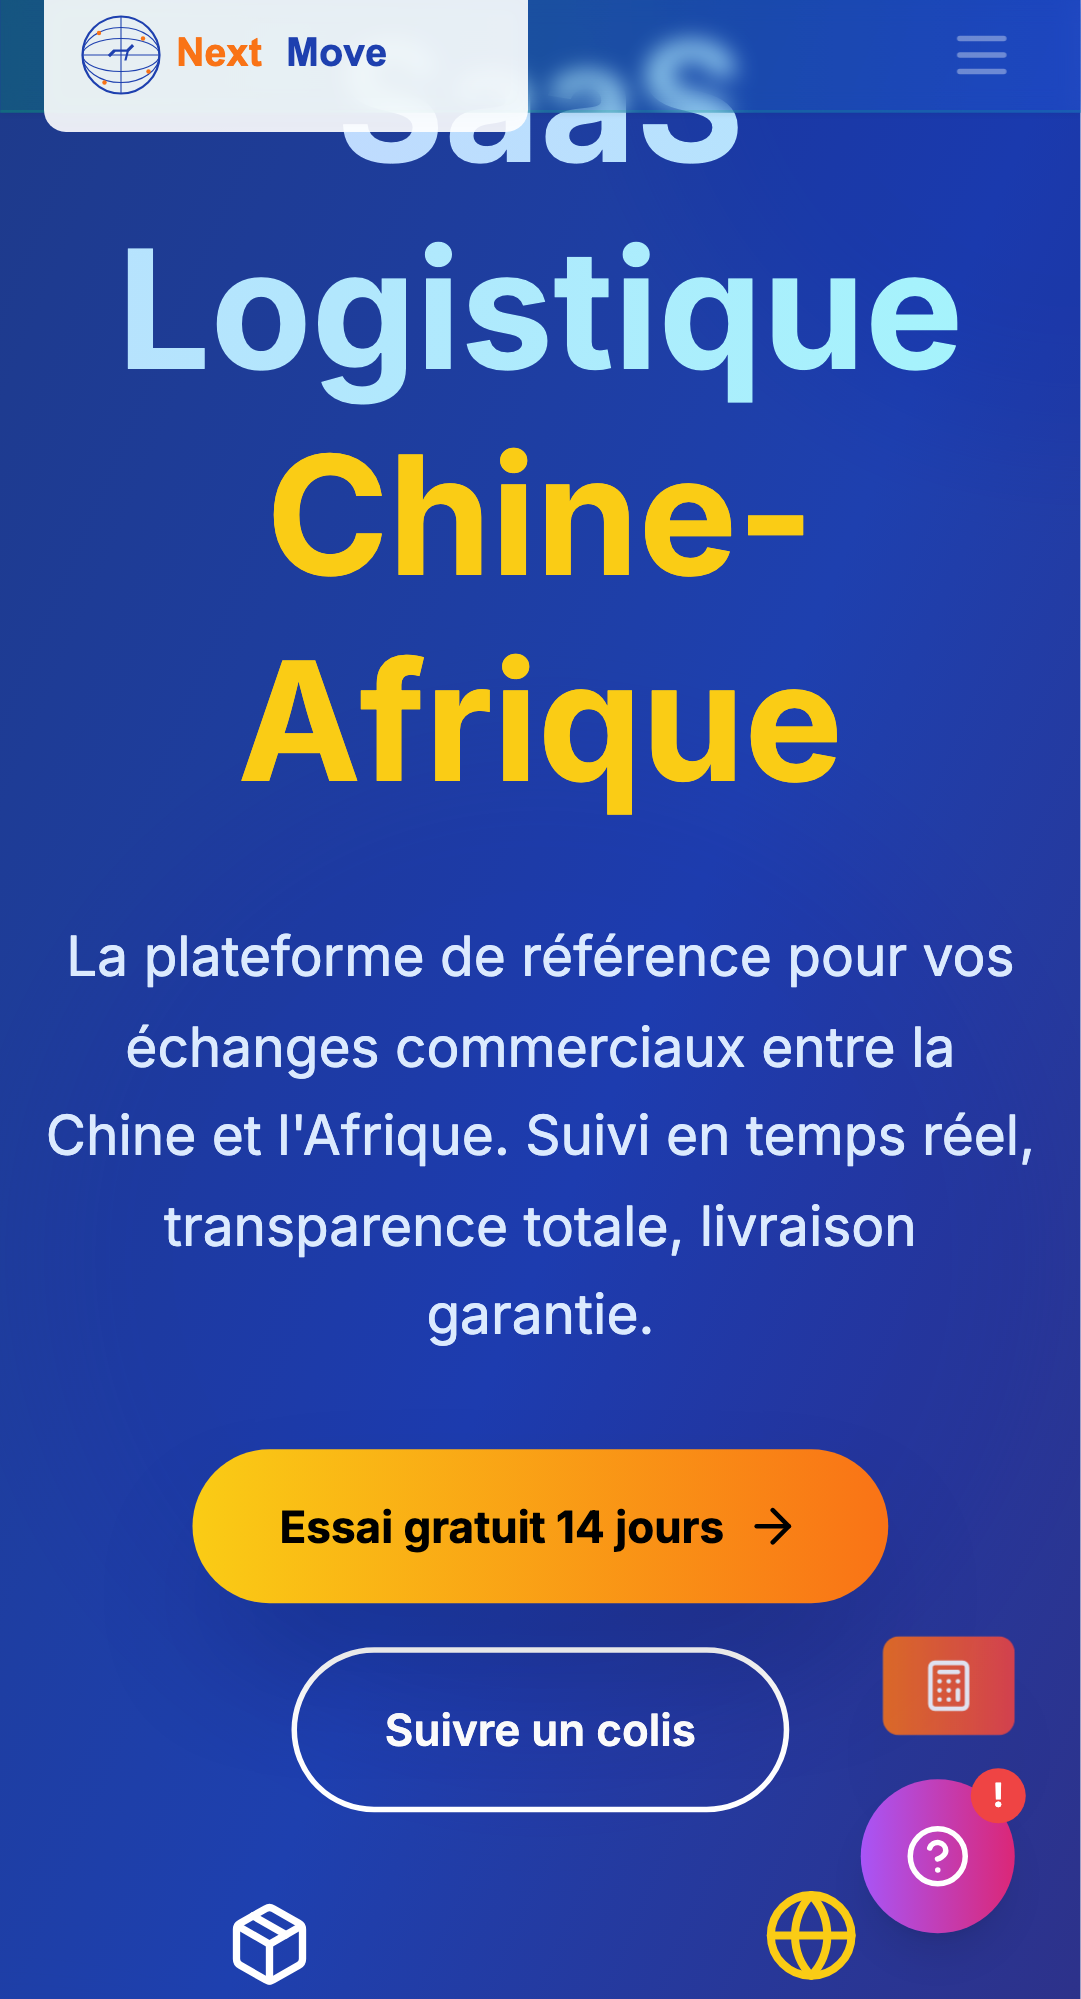 Next Move
SaaS
Logistique
Chine-
Afrique
La plateforme de référence pour vos
échanges commerciaux entre la
Chine et l'Afrique. Suivi en temps réel,
transparence totale, livraison
garantie.
Essai gratuit 14 jours
Suivre un colis
!
?